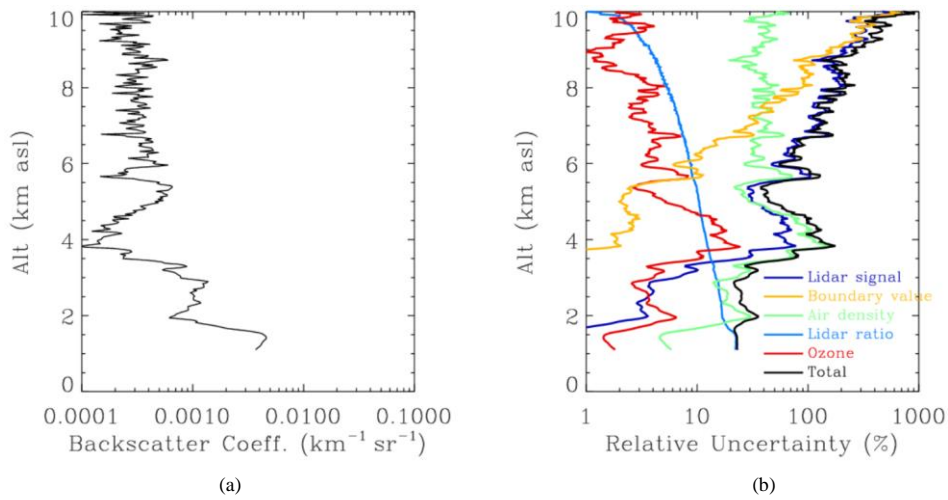 10
8
6
4
2
0
Alt (km asl)
0.0001 0.0010 0.0100 0.1000
Backscatter Coeff. (km⁻¹ sr⁻¹)
(a)
10
8
6
4
2
0
Alt (km asl)
Lidar signal
Boundary value
Air density
Lidar ratio
Ozone
Total
1 10 100 1000
Relative Uncertainty (%)
(b)